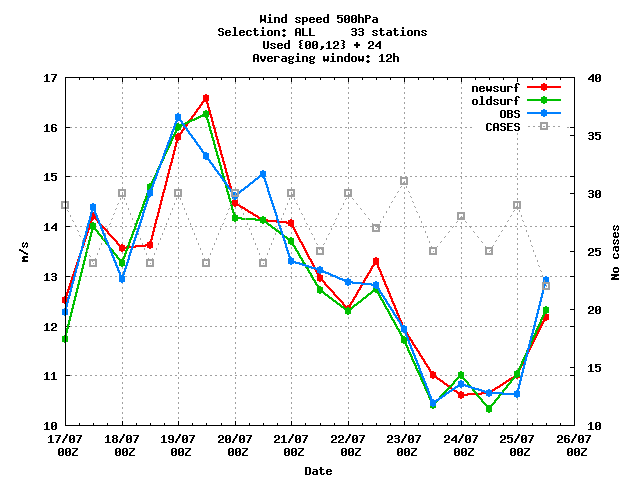 Wind speed 500hPa
Selection: ALL 33 stations
Used {00,12} + 24
Averaging window: 12h
17 40
newsurf
oldsurf
OBS
CASES
16 35
15 30
14 25
13 20
12 15
11
10 10
m/s
No cases
17/07 18/07 19/07 20/07 21/07 22/07 23/07 24/07 25/07 26/07
00Z 00Z 00Z 00Z 00Z 00Z 00Z 00Z 00Z 00Z
Date